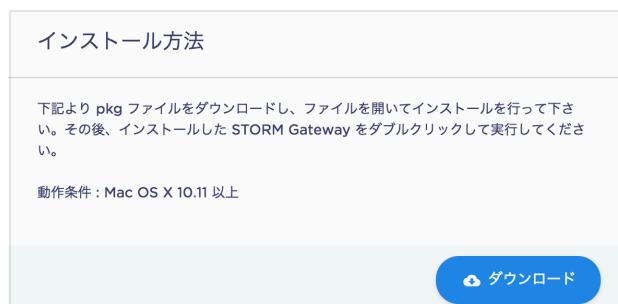 インストール方法
下記より pkg ファイルをダウンロードし、ファイルを開いてインストールを行って下さ
い。その後、インストールした STORM Gateway をダブルクリックして実行してくださ
い。
動作条件 : Mac OS X 10.11 以上
ダウンロード